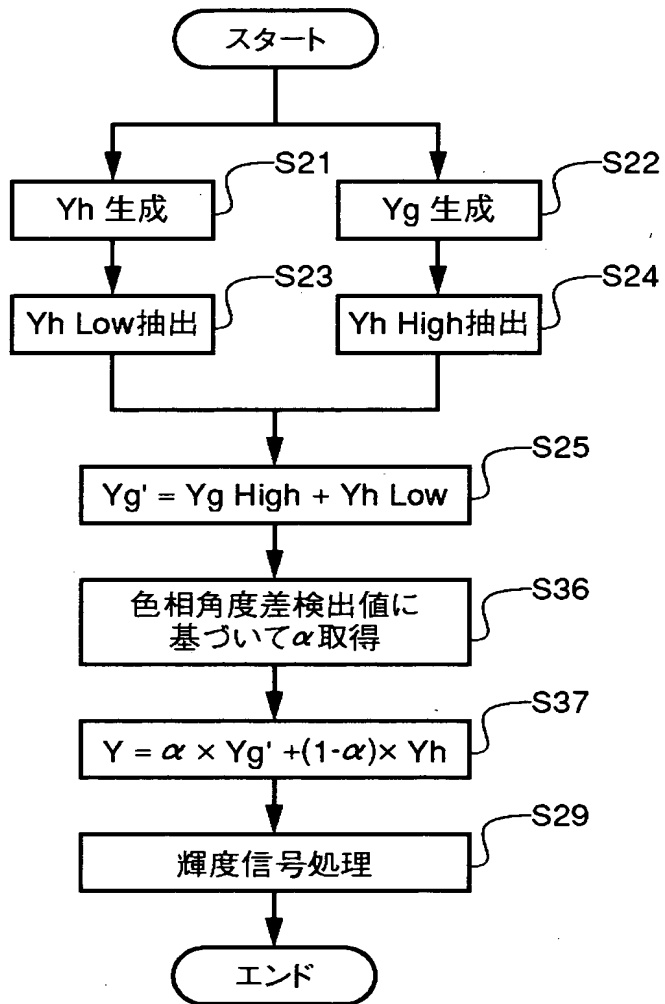 スタート
S21
S22
Yh 生成
Yg 生成
S23
S24
Yh Low抽出
Yh High抽出
S25
Yg' = Yg High + Yh Low
S36
色相角度差検出値に
基づいてα取得
S37
Y = α × Yg' +(1-α)× Yh
S29
輝度信号処理
エンド